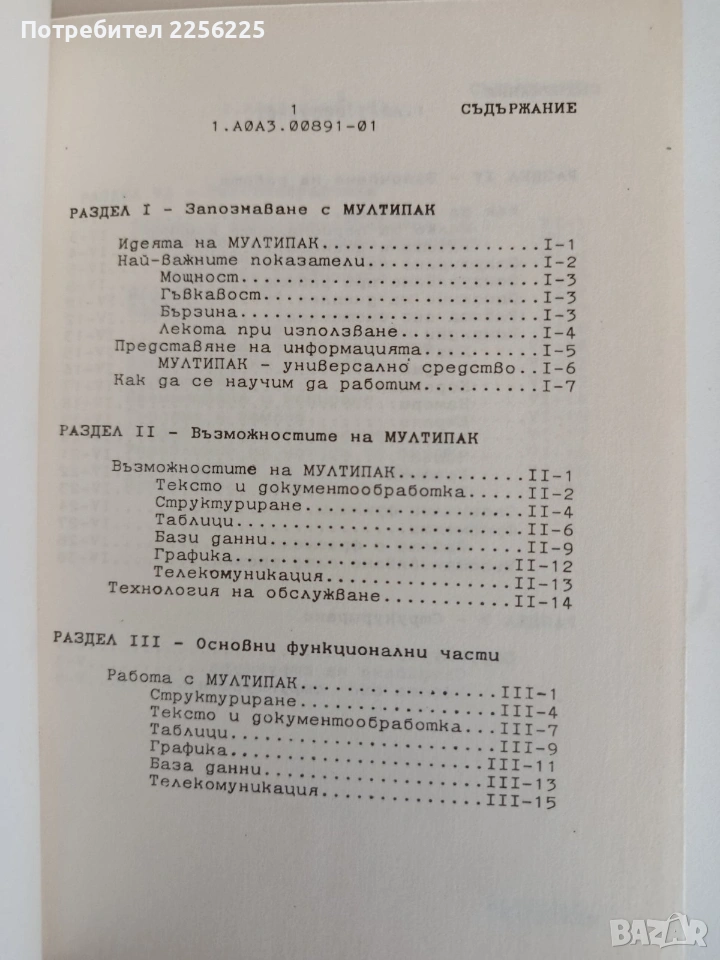 Потребител 2256225
1
СЪДЪРЖАНИЕ
1.А0А3.00891-01
РАЗДЕЛ I - Запознаване с МУЛТИПАК
Идеята на МУЛТИПАК.....................I-1
Най-важните показатели................I-2
Мощност...........................I-3
Гъвкавост.........................I-3
Бързина...........................I-3
Лекота при използване............I-4
Представяне на информацията..........I-5
МУЛТИПАК - универсално средство..I-6
Как да се научим да работим..........I-7
РАЗДЕЛ II - Възможностите на МУЛТИПАК
Възможностите на МУЛТИПАК...........II-1
Тексто и документообработка......II-2
Структуриране....................II-4
Таблици..........................II-6
Бази данни.......................II-9
Графика.........................II-12
Телекомуникация.................II-13
Технология на обслужване...........II-14
РАЗДЕЛ III - Основни функционални части
Работа с МУЛТИПАК..................III-1
Структуриране...................III-4
Тексто и документообработка.....III-7
Таблици.........................III-9
Графика........................III-11
База данни.....................III-13
Телекомуникация................III-15
BAZAR